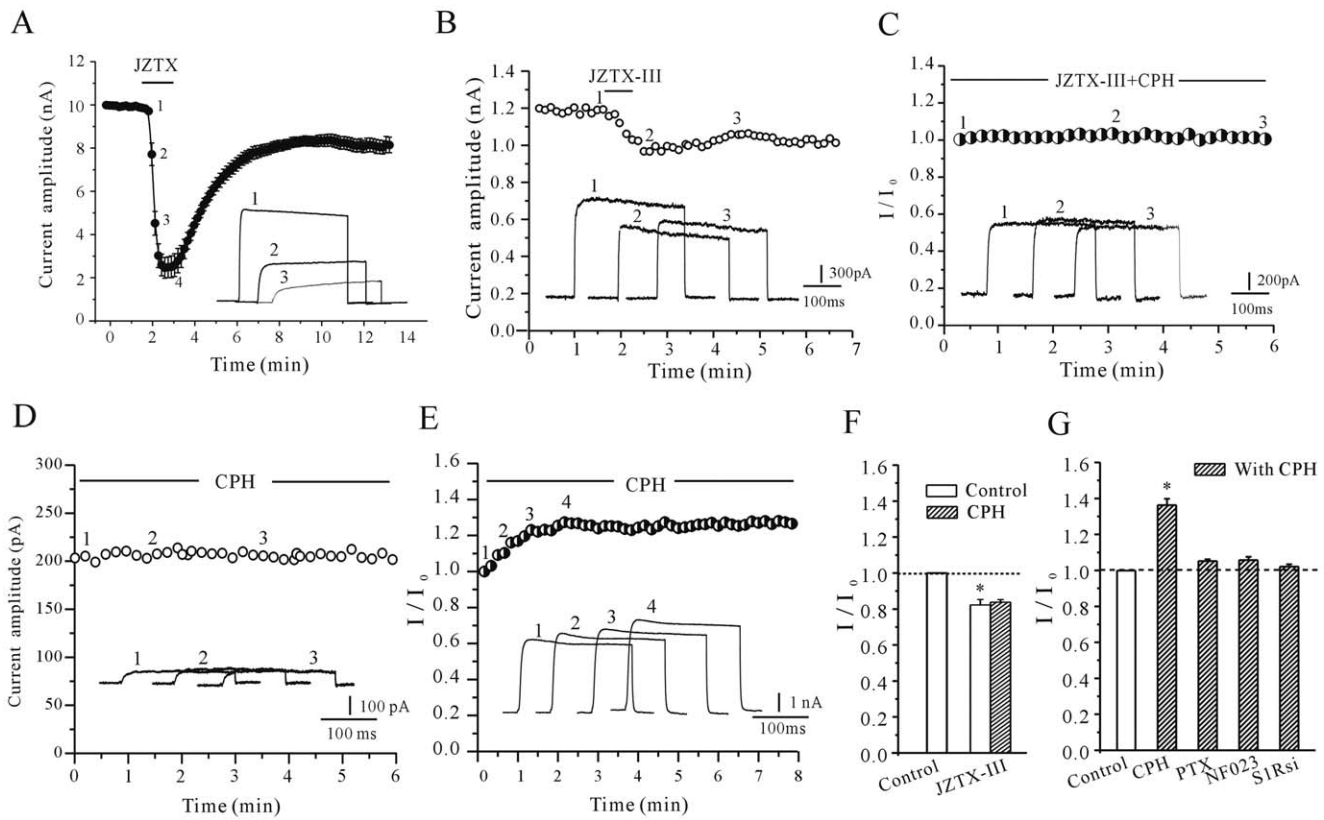 A
JZTX
Current amplitude (nA)
12
10
8
6
4
2
0
1
2
3
4
1
2
3
0 2 4 6 8 10 12 14
Time (min)
B
JZTX-III
Current amplitude (nA)
1.4
1.2
1.0
0.8
0.6
0.4
0.2
0.0
1
2
3
1
2
3
300pA
100ms
0 1 2 3 4 5 6 7
Time (min)
C
JZTX-III+CPH
I / I0
1.4
1.2
1.0
0.8
0.6
0.4
0.2
0.0
1
2
3
1
2
3
200pA
100ms
0 1 2 3 4 5 6
Time (min)
D
CPH
Current amplitude (pA)
300
250
200
150
100
50
0
1 2 3
1 2 3
100 pA
100 ms
0 1 2 3 4 5 6
Time (min)
E
CPH
I / I0
1.6
1.4
1.2
1.0
0.8
0.6
0.4
0.2
0.0
1
2
3
4
1
2
3
4
1 nA
100ms
0 1 2 3 4 5 6 7 8
Time (min)
F
Control
CPH
I / I0
1.6
1.4
1.2
1.0
0.8
0.6
0.4
0.2
0.0
*
Control
JZTX-III
G
With CPH
I / I0
1.6
1.4
1.2
1.0
0.8
0.6
0.4
0.2
0.0
*
Control
CPH
PTX
NF023
S1Rsi